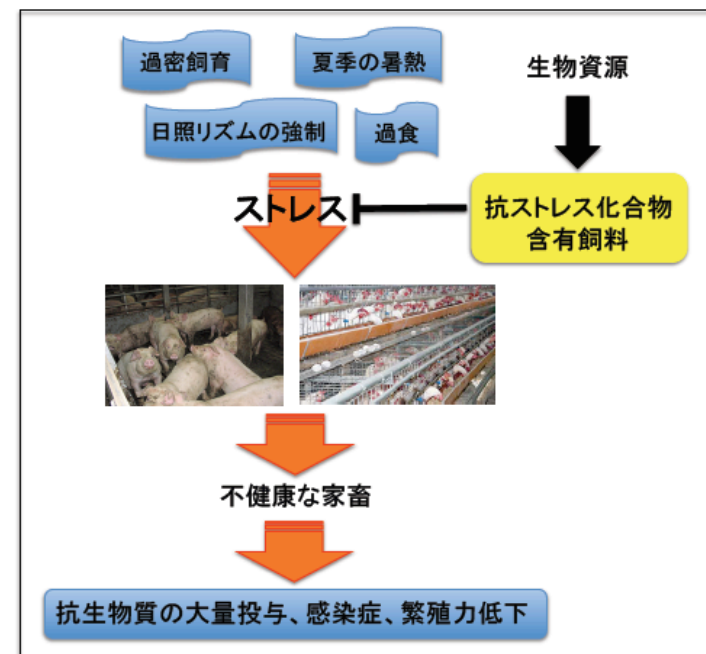 過密飼育
夏季の暑熱
生物資源
日照リズムの強制
過食
ストレス
抗ストレス化合物
含有飼料
不健康な家畜
抗生物質の大量投与、感染症、繁殖力低下